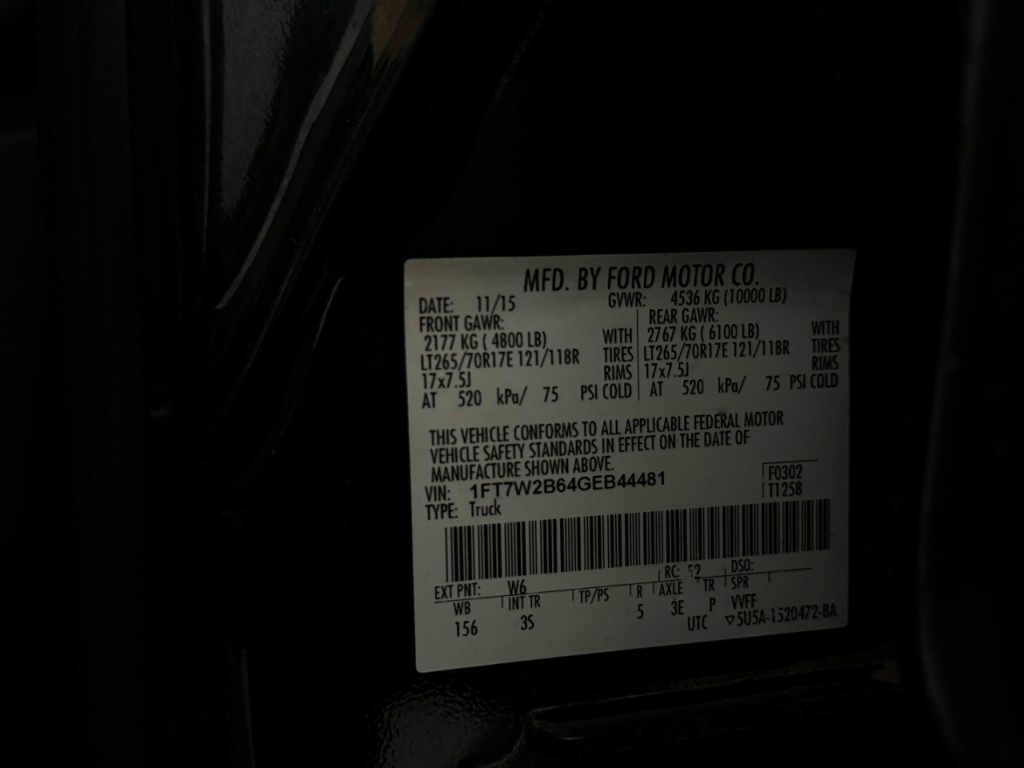 MFD. BY FORD MOTOR CO.
DATE: 11/15 GVWR: 4536 KG (10000 LB)
FRONT GAWR: REAR GAWR:
2177 KG ( 4800 LB) WITH 2767 KG ( 6100 LB) WITH
LT265/70R17E 121/118R TIRES LT265/70R17E 121/118R TIRES
17x7.5J RIMS 17x7.5J RIMS
AT 520 kPa/ 75 PSI COLD AT 520 kPa/ 75 PSI COLD
THIS VEHICLE CONFORMS TO ALL APPLICABLE FEDERAL MOTOR
VEHICLE SAFETY STANDARDS IN EFFECT ON THE DATE OF
MANUFACTURE SHOWN ABOVE.
VIN: 1FT7W2B64GEB44481 F0302
TYPE: Truck T1258
EXT PNT: W6 RC: 52 DSO:
WB INT TR TP/PS R AXLE TR SPR
156 3S 5 3E P VVFF
UTC ▽5U5A-1520472-BA